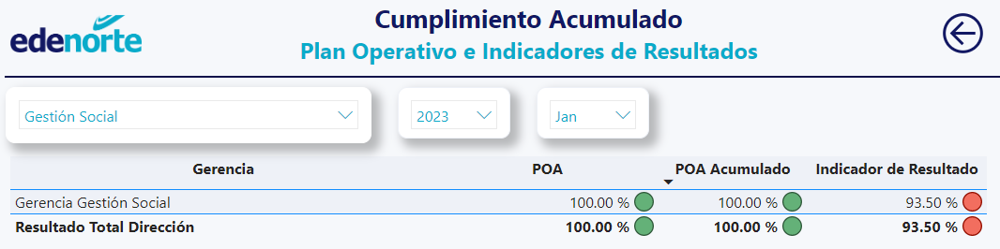 edenorte
Cumplimiento Acumulado
Plan Operativo e Indicadores de Resultados
Gestión Social
2023
Jan
Gerencia POA POA Acumulado Indicador de Resultado
Gerencia Gestión Social 100.00 % 100.00 % 93.50 %
Resultado Total Dirección 100.00 % 100.00 % 93.50 %